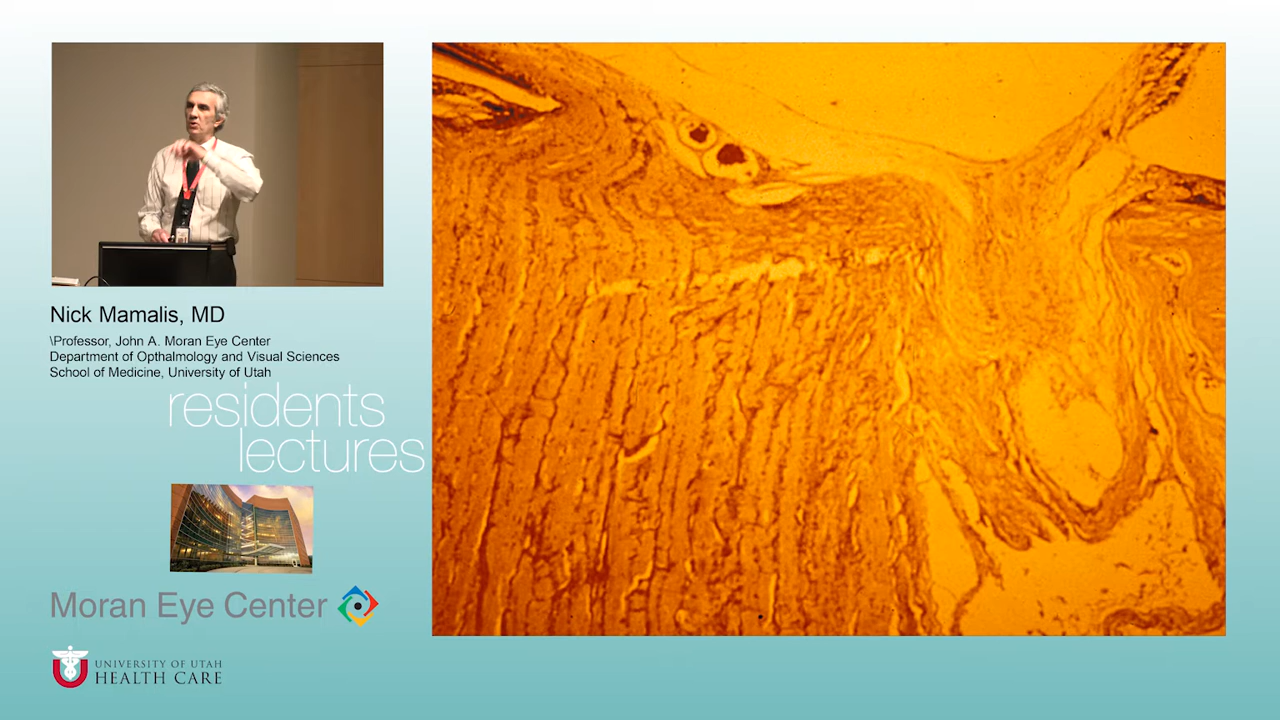 Nick Mamalis, MD
\Professor, John A. Moran Eye Center
Department of Opthalmology and Visual Sciences
School of Medicine, University of Utah
residents
lectures
Moran Eye Center
UNIVERSITY OF UTAH
HEALTH CARE